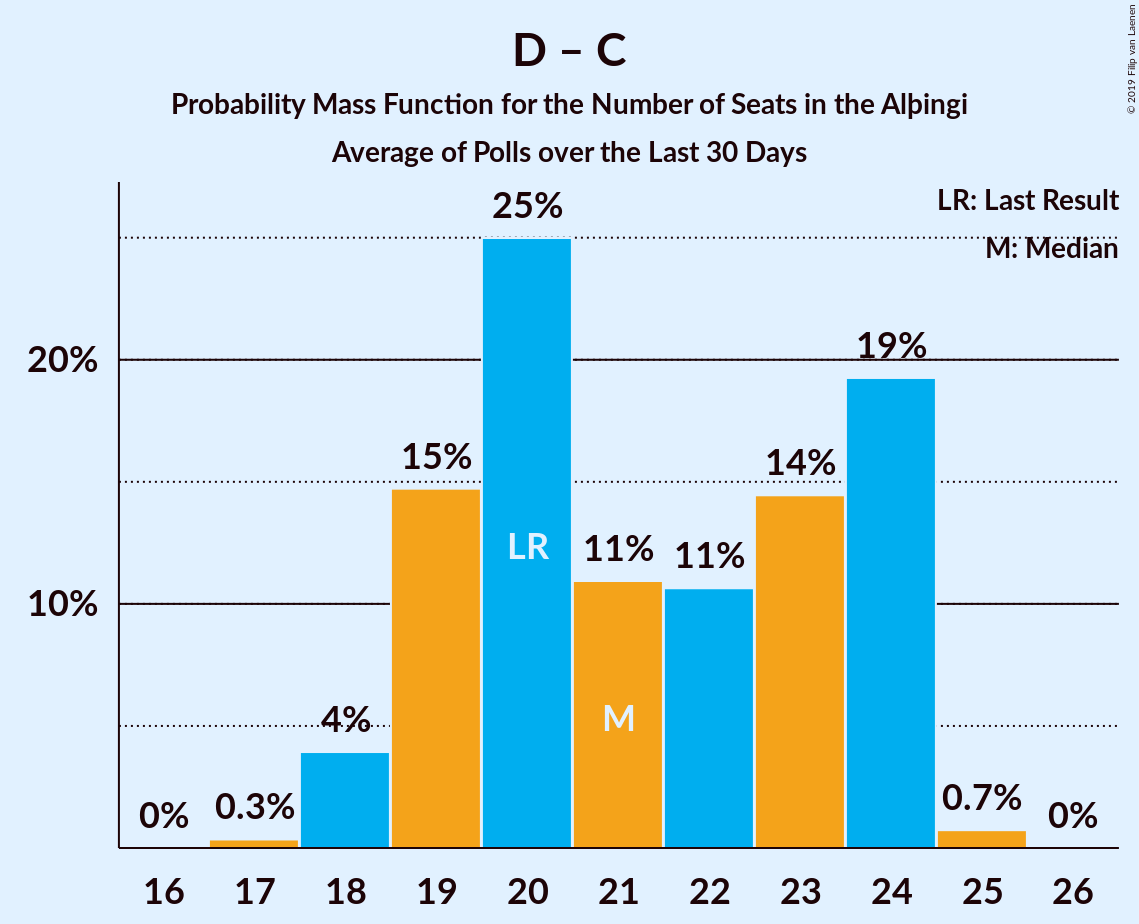 D – C
Probability Mass Function for the Number of Seats in the Alþingi
Average of Polls over the Last 30 Days
© 2019 Filip van Laenen
LR: Last Result
M: Median
25%
20%
19%
15%
14%
LR
11%
11%
10%
4%
M
0%
0.3%
0.7%
0%
16 17 18 19 20 21 22 23 24 25 26